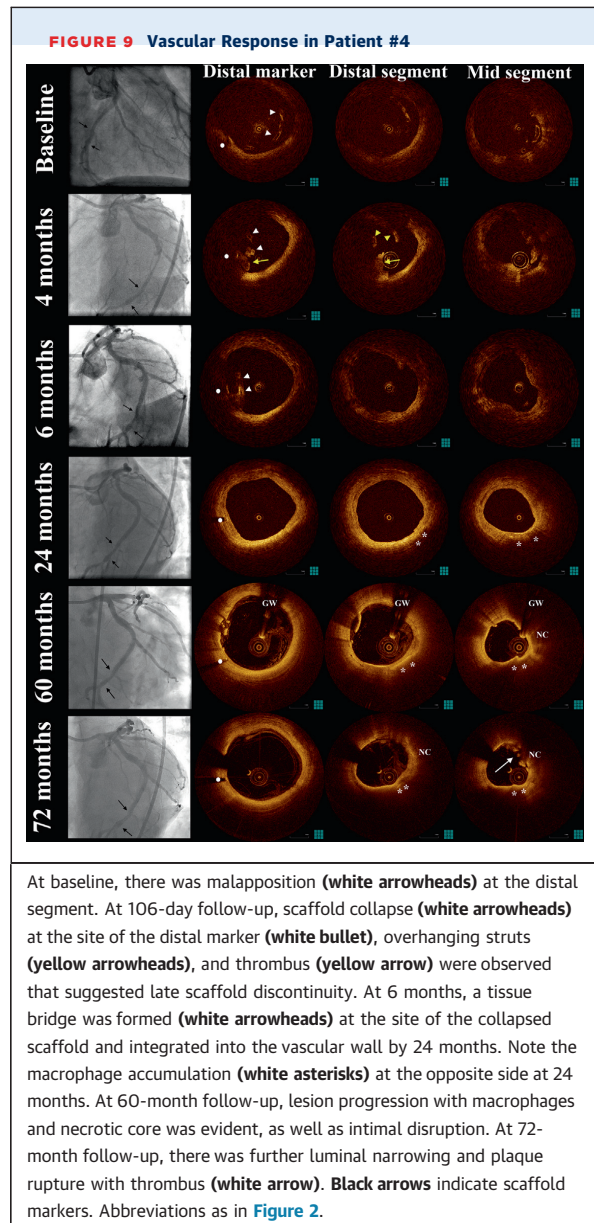 FIGURE 9 Vascular Response in Patient #4
Distal marker Distal segment Mid segment
Baseline
4 months
6 months
24 months
GW GW GW
NC
60 months
NC NC
72 months
At baseline, there was malapposition (white arrowheads) at the distal
segment. At 106-day follow-up, scaffold collapse (white arrowheads)
at the site of the distal marker (white bullet), overhanging struts
(yellow arrowheads), and thrombus (yellow arrow) were observed
that suggested late scaffold discontinuity. At 6 months, a tissue
bridge was formed (white arrowheads) at the site of the collapsed
scaffold and integrated into the vascular wall by 24 months. Note the
macrophage accumulation (white asterisks) at the opposite side at 24
months. At 60-month follow-up, lesion progression with macrophages
and necrotic core was evident, as well as intimal disruption. At 72-
month follow-up, there was further luminal narrowing and plaque
rupture with thrombus (white arrow). Black arrows indicate scaffold
markers. Abbreviations as in Figure 2.